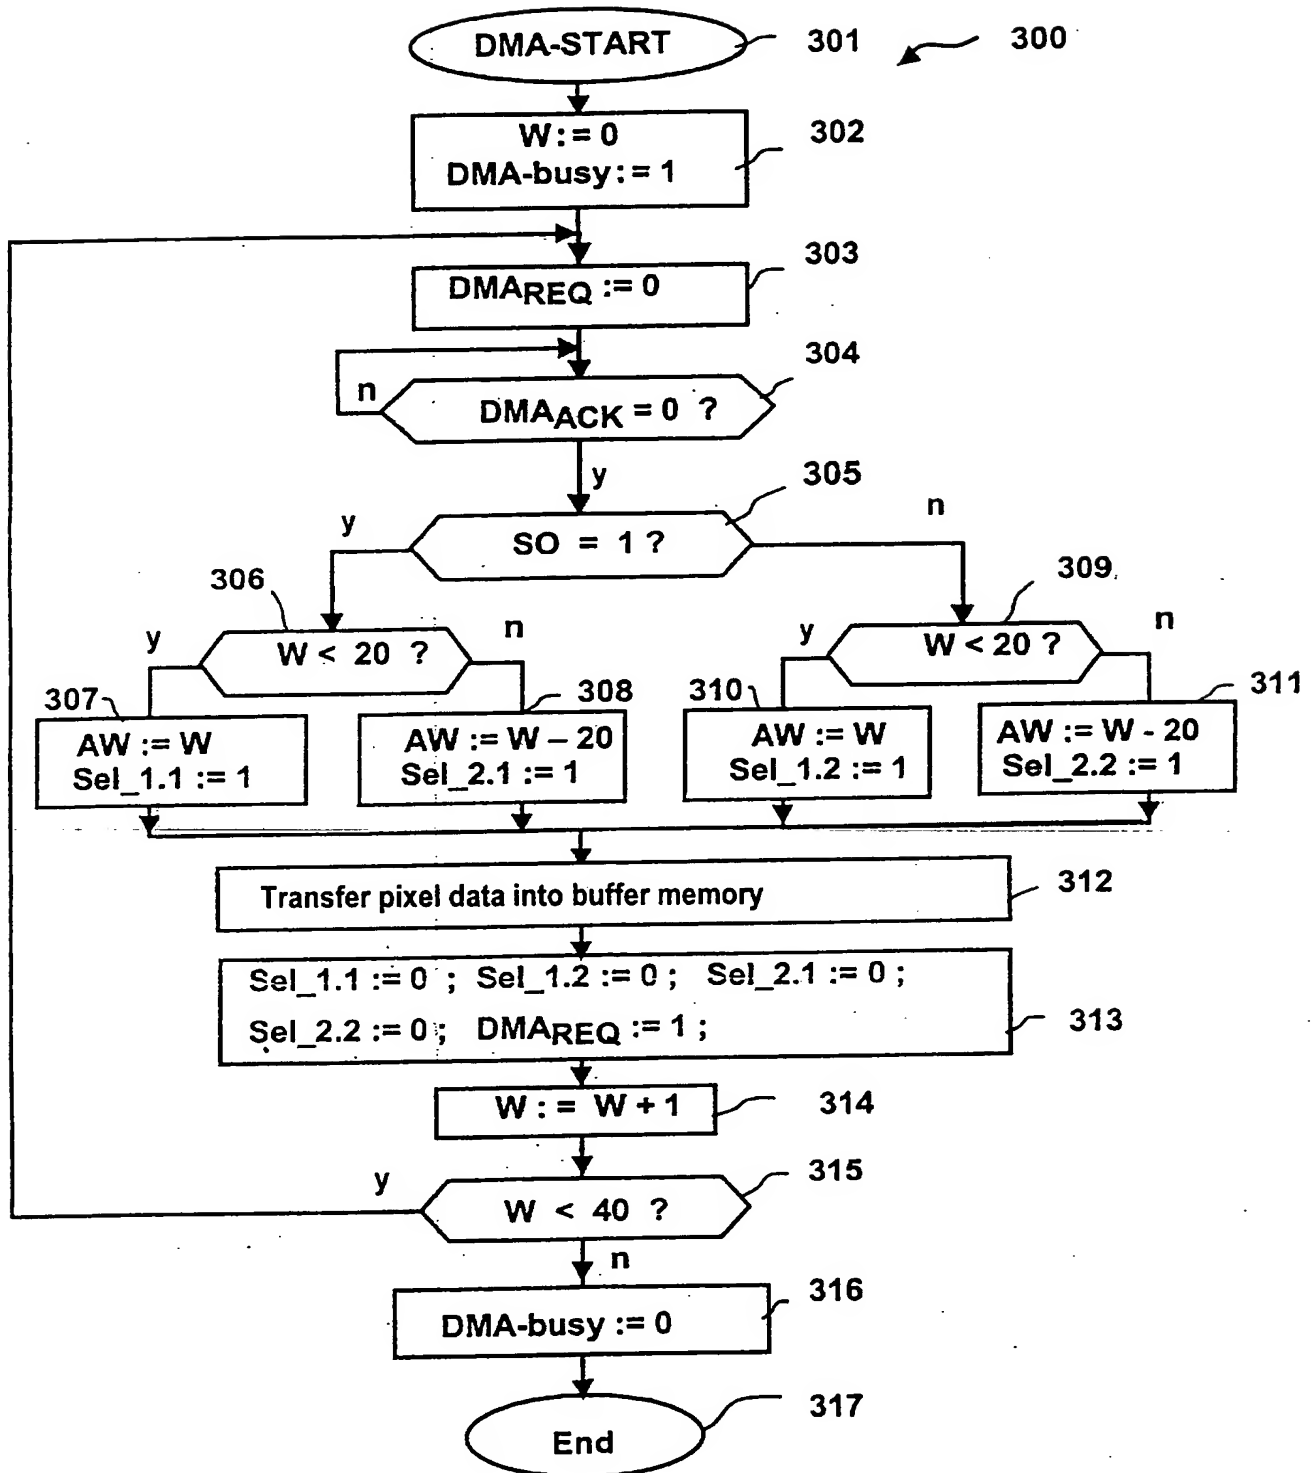 DMA-START
301
300
W := 0
302
DMA-busy := 1
303
DMAREQ := 0
304
n
DMAACK = 0 ?
y
305
y
SO = 1 ?
n
306
309
y
W < 20 ?
n
y
W < 20 ?
n
307
308
310
311
AW := W
Sel_1.1 := 1
AW := W – 20
Sel_2.1 := 1
AW := W
Sel_1.2 := 1
AW := W - 20
Sel_2.2 := 1
Transfer pixel data into buffer memory
312
Sel_1.1 := 0 ; Sel_1.2 := 0 ; Sel_2.1 := 0 ;
Sel_2.2 := 0 ; DMAREQ := 1 ;
313
W : = W + 1
314
y
315
W < 40 ?
n
316
DMA-busy := 0
317
End